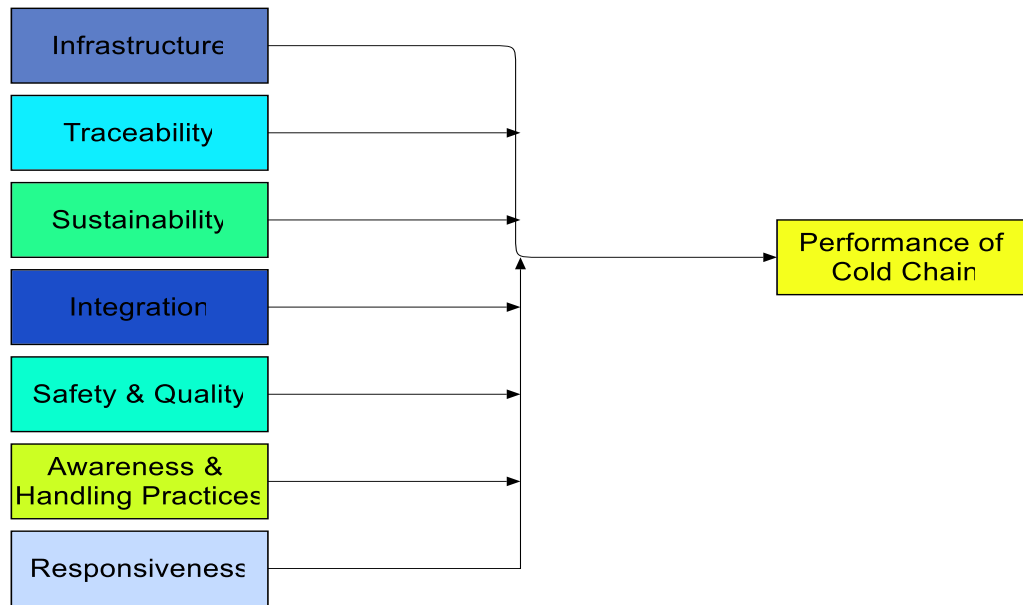 Infrastructure
Traceability
Sustainability
Integration
Safety & Quality
Awareness &
Handling Practices
Responsiveness
Performance of
Cold Chain